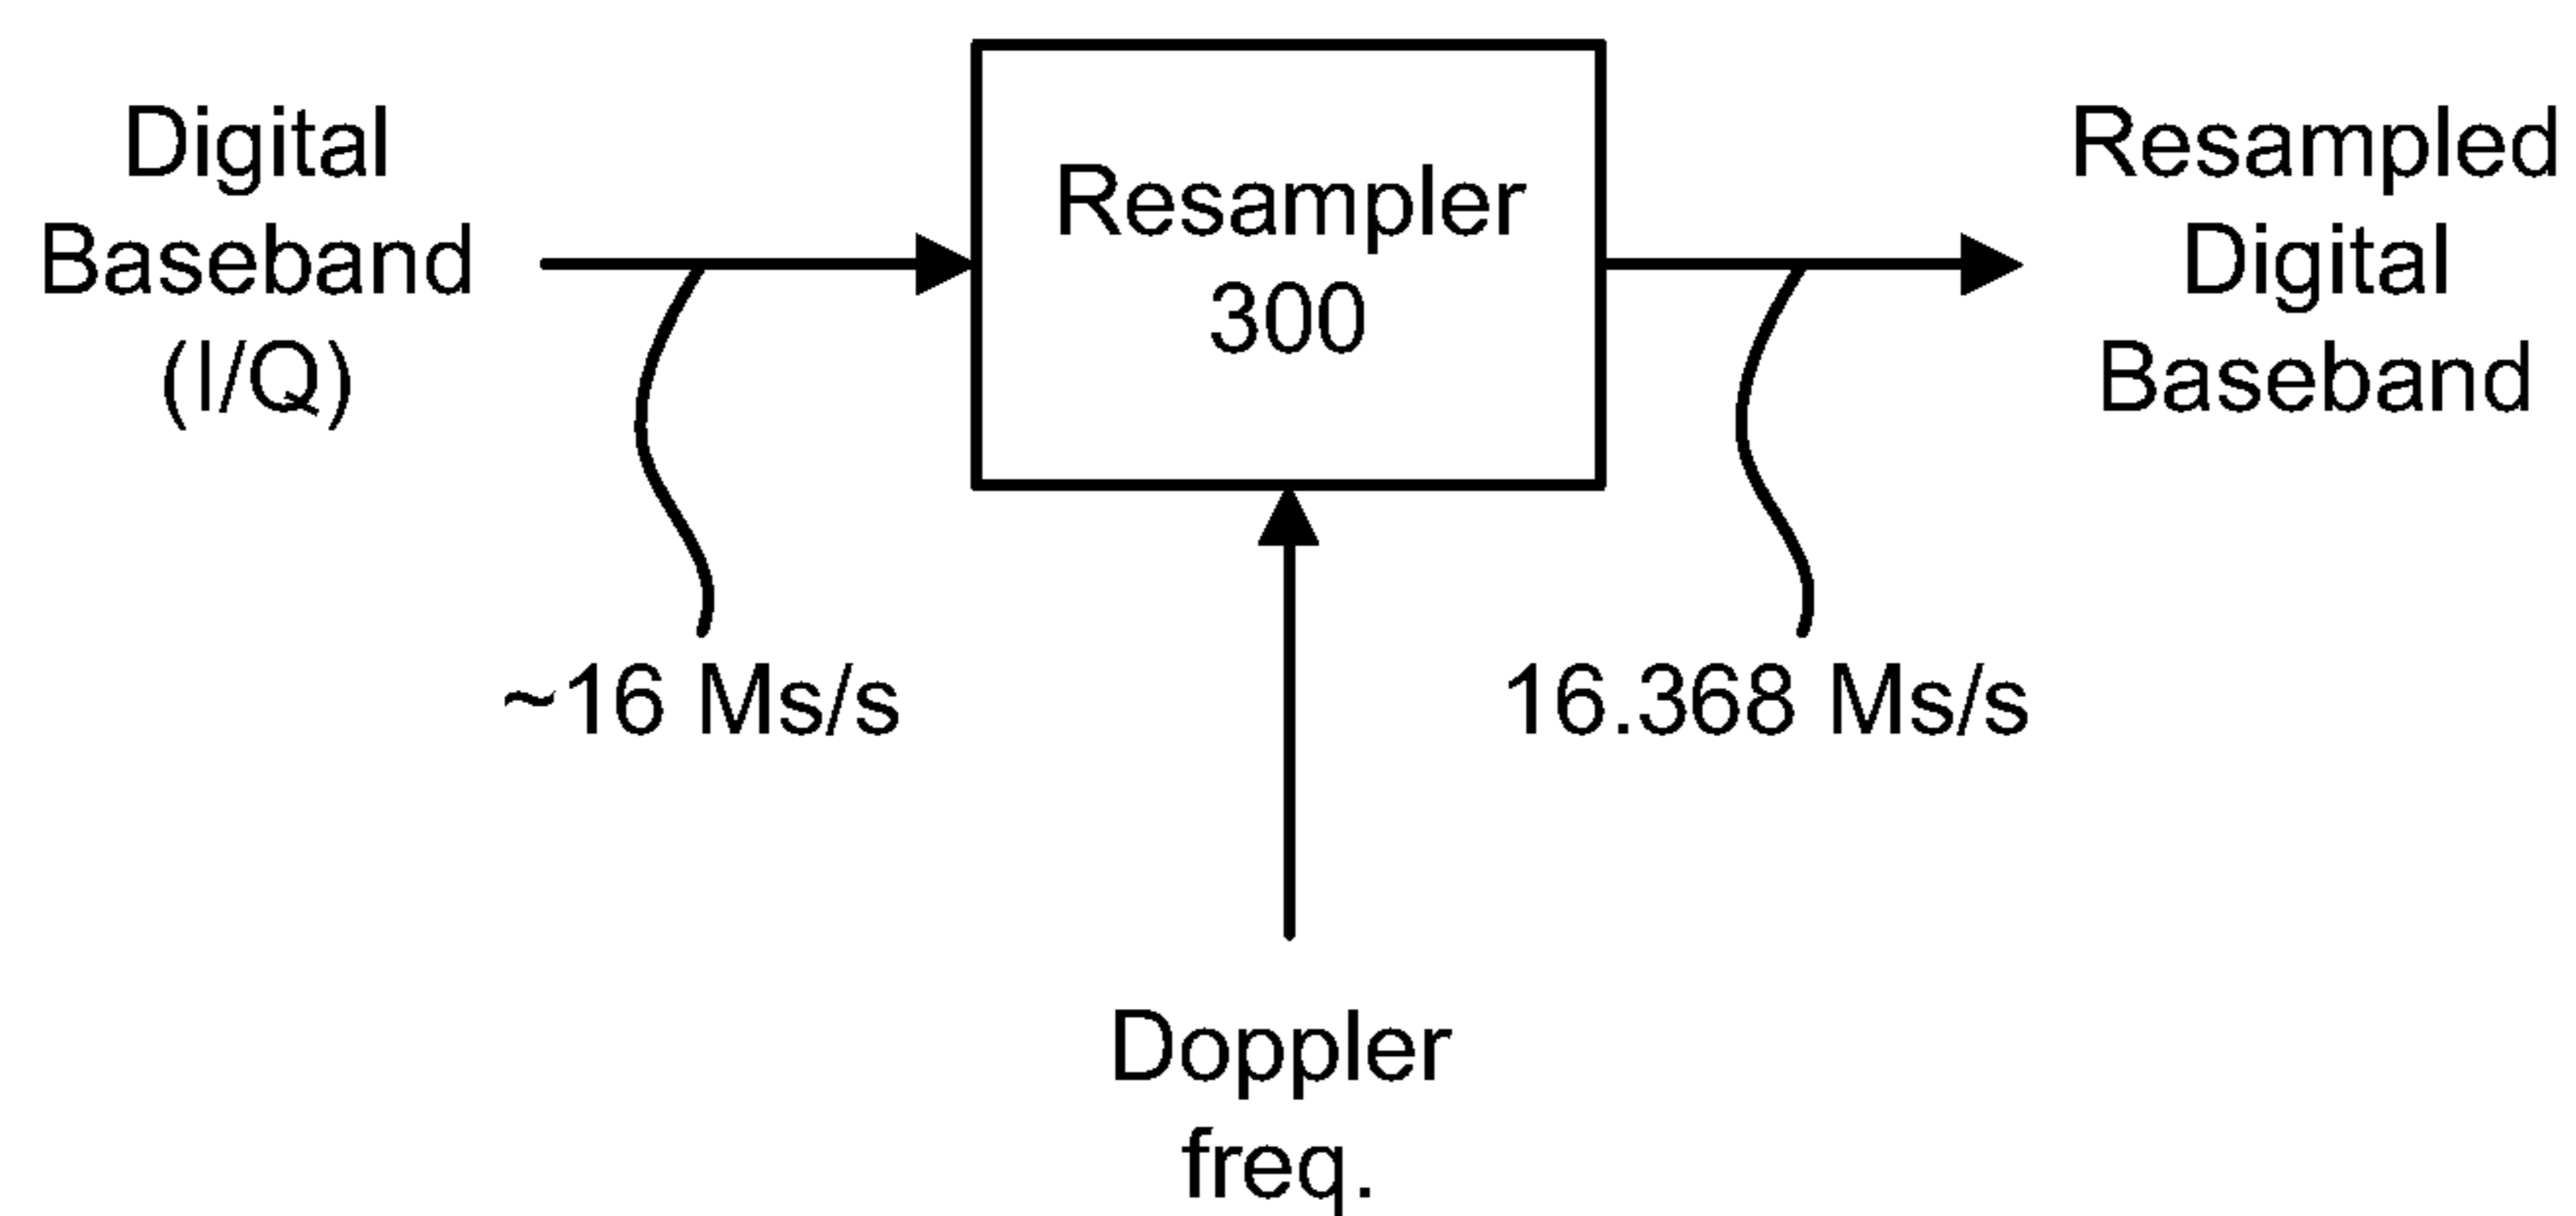 Digital
Baseband
(I/Q)
Resampler
300
Resampled
Digital
Baseband
~16 Ms/s
16.368 Ms/s
Doppler
freq.